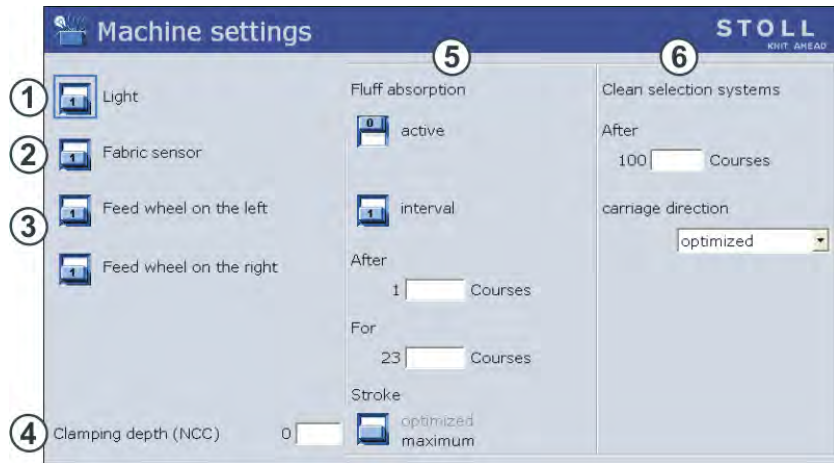 Machine settings
STOLL
KNIT AHEAD
5
6
1
1
Light
2
1
Fabric sensor
3
1
Feed wheel on the left
1
Feed wheel on the right
4
Clamping depth (NCC) 0
Fluff absorption
0
active
1
interval
After
1 Courses
For
23 Courses
Stroke
optimized
maximum
Clean selection systems
After
100 Courses
carriage direction
optimized